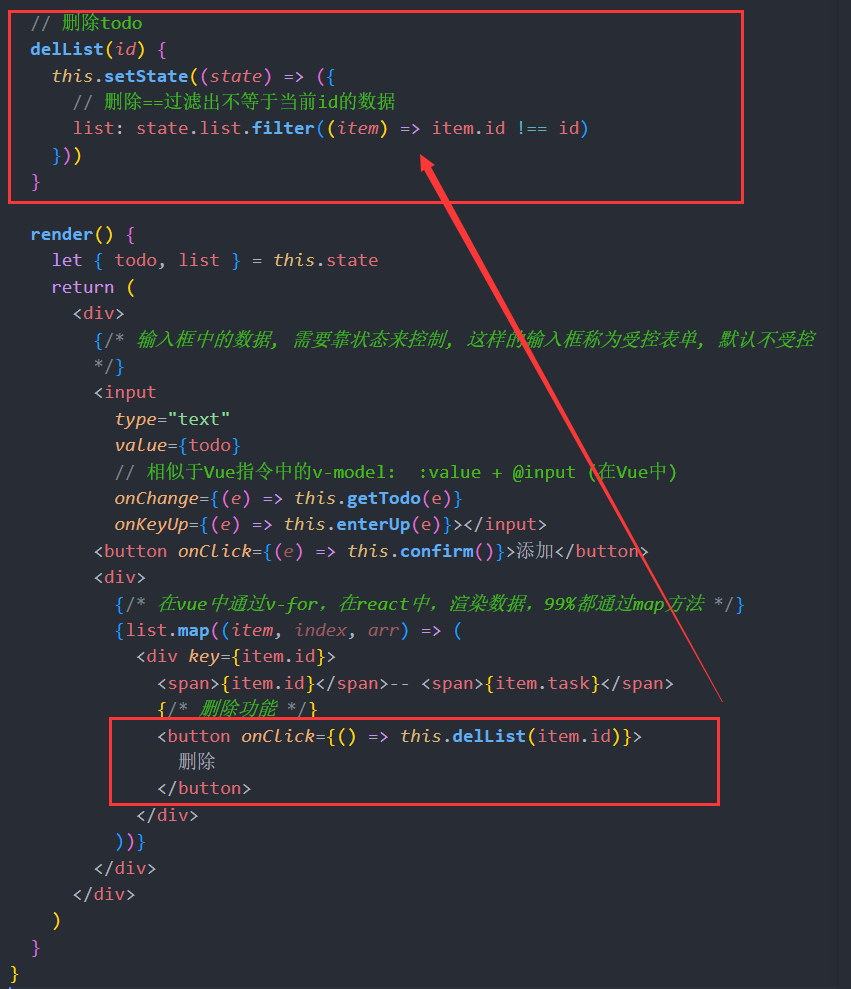 // 删除todo
delList(id) {
this.setState((state) => ({
// 删除==过滤出不等于当前id的数据
list: state.list.filter((item) => item.id !== id)
}))
}
render() {
let { todo, list } = this.state
return (
<div>
{/* 输入框中的数据, 需要靠状态来控制, 这样的输入框称为受控表单, 默认不受控
*/}
<input
type="text"
value={todo}
// 相似于Vue指令中的v-model:  :value + @input (在Vue中)
onChange={(e) => this.getTodo(e)}
onKeyUp={(e) => this.enterUp(e)}></input>
<button onClick={(e) => this.confirm()}>添加</button>
<div>
{/* 在vue中通过v-for，在react中，渲染数据，99%都通过map方法 */}
{list.map((item, index, arr) => (
<div key={item.id}>
<span>{item.id}</span>-- <span>{item.task}</span>
{/* 删除功能 */}
<button onClick={() => this.delList(item.id)}>
删除
</button>
</div>
))}
</div>
</div>
)
}
}